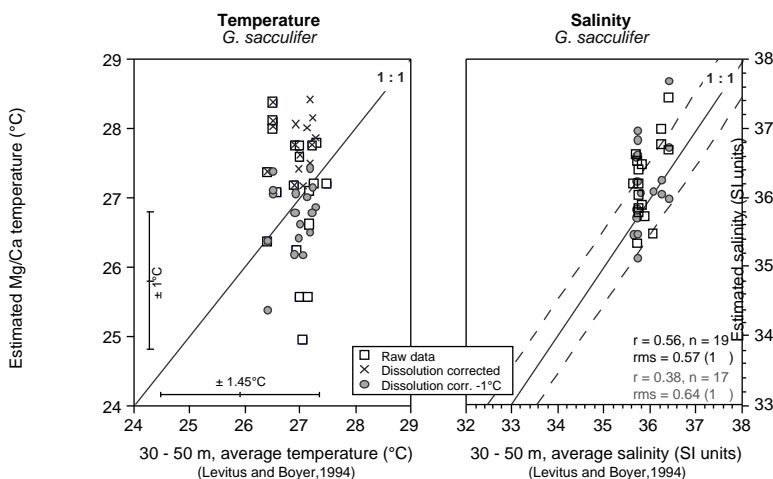 Temperature
G. sacculifer
Salinity
G. sacculifer
Estimated Mg/Ca temperature (°C)
29
28
27
26
25
24
1 : 1
± 1°C
± 1.45°C
24
25
26
27
28
29
30 - 50 m, average temperature (°C)
(Levitus and Boyer,1994)
Raw data
Dissolution corrected
Dissolution corr. -1°C
1 : 1
38
37
36
35
34
33
Estimated salinity (SI units)
r = 0.56, n = 19
rms = 0.57 (1 )
r = 0.38, n = 17
rms = 0.64 (1 )
32
33
34
35
36
37
38
30 - 50 m, average salinity (SI units)
(Levitus and Boyer,1994)